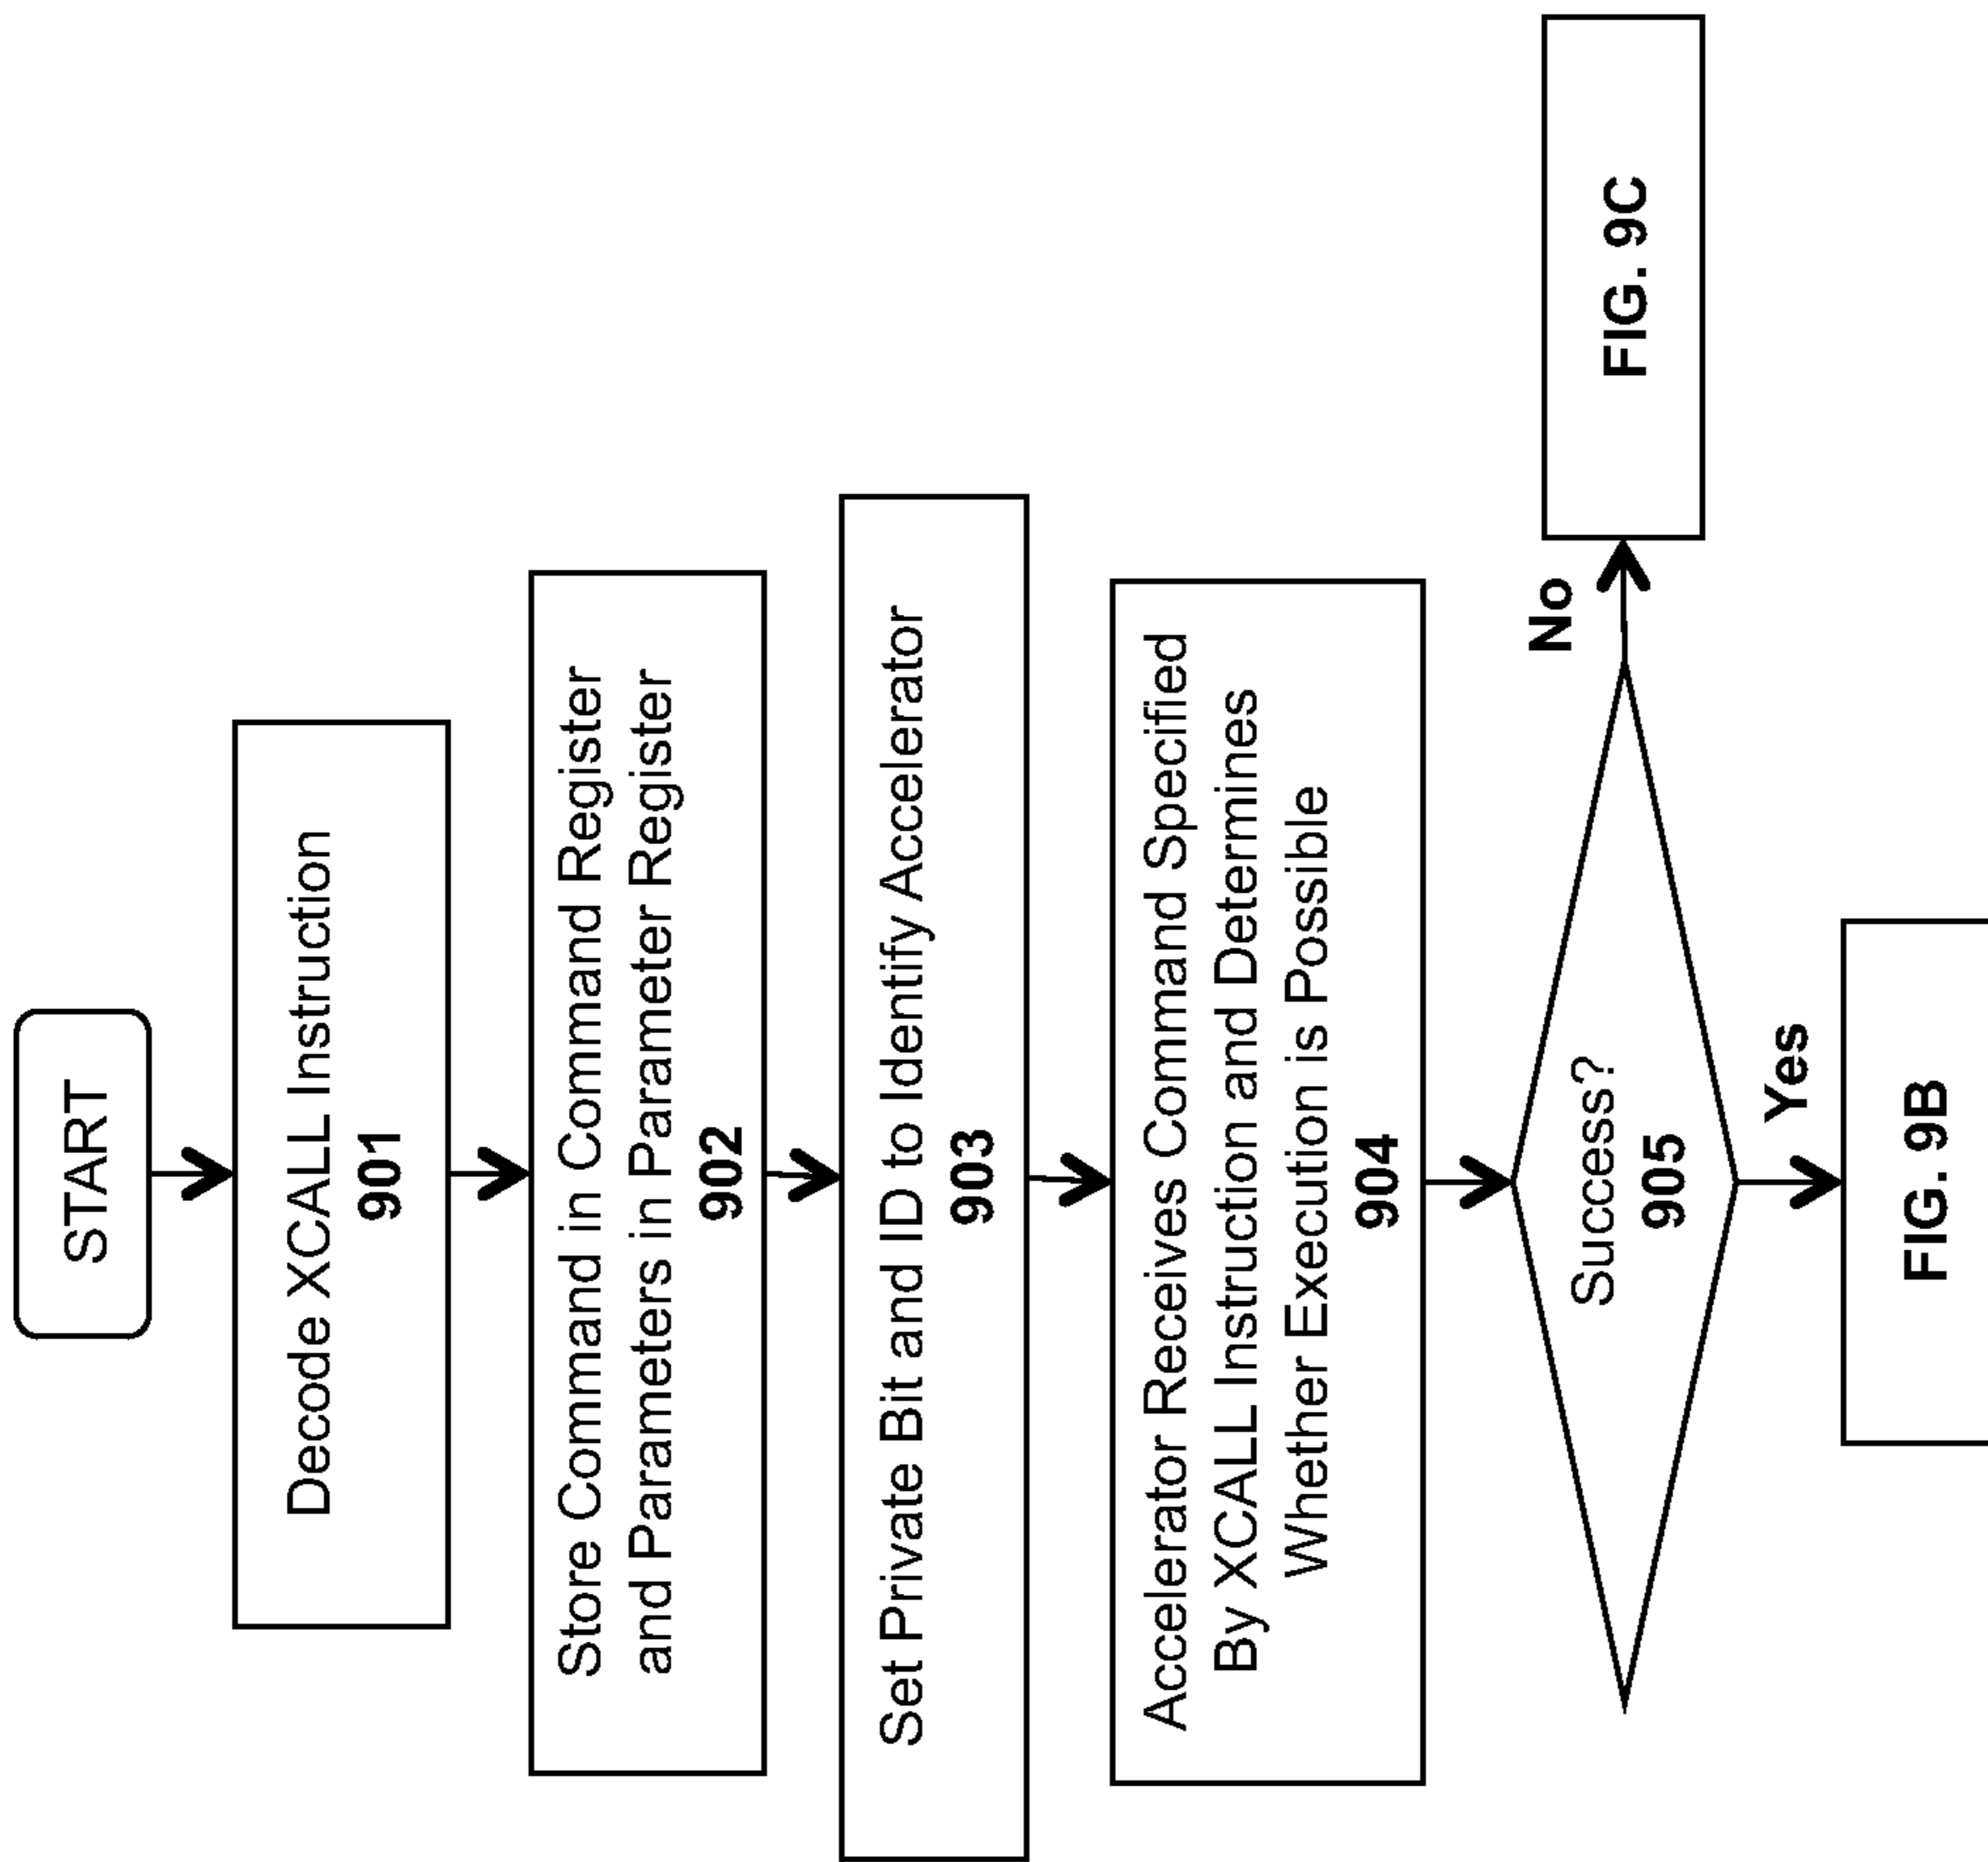 START
Decode XCALL Instruction
901
Store Command in Command Register
and Parameters in Parameter Register
902
Set Private Bit and ID to Identify Accelerator
903
Accelerator Receives Command Specified
By XCALL Instruction and Determines
Whether Execution is Possible
904
Success?
905
No
FIG. 9C
Yes
FIG. 9B